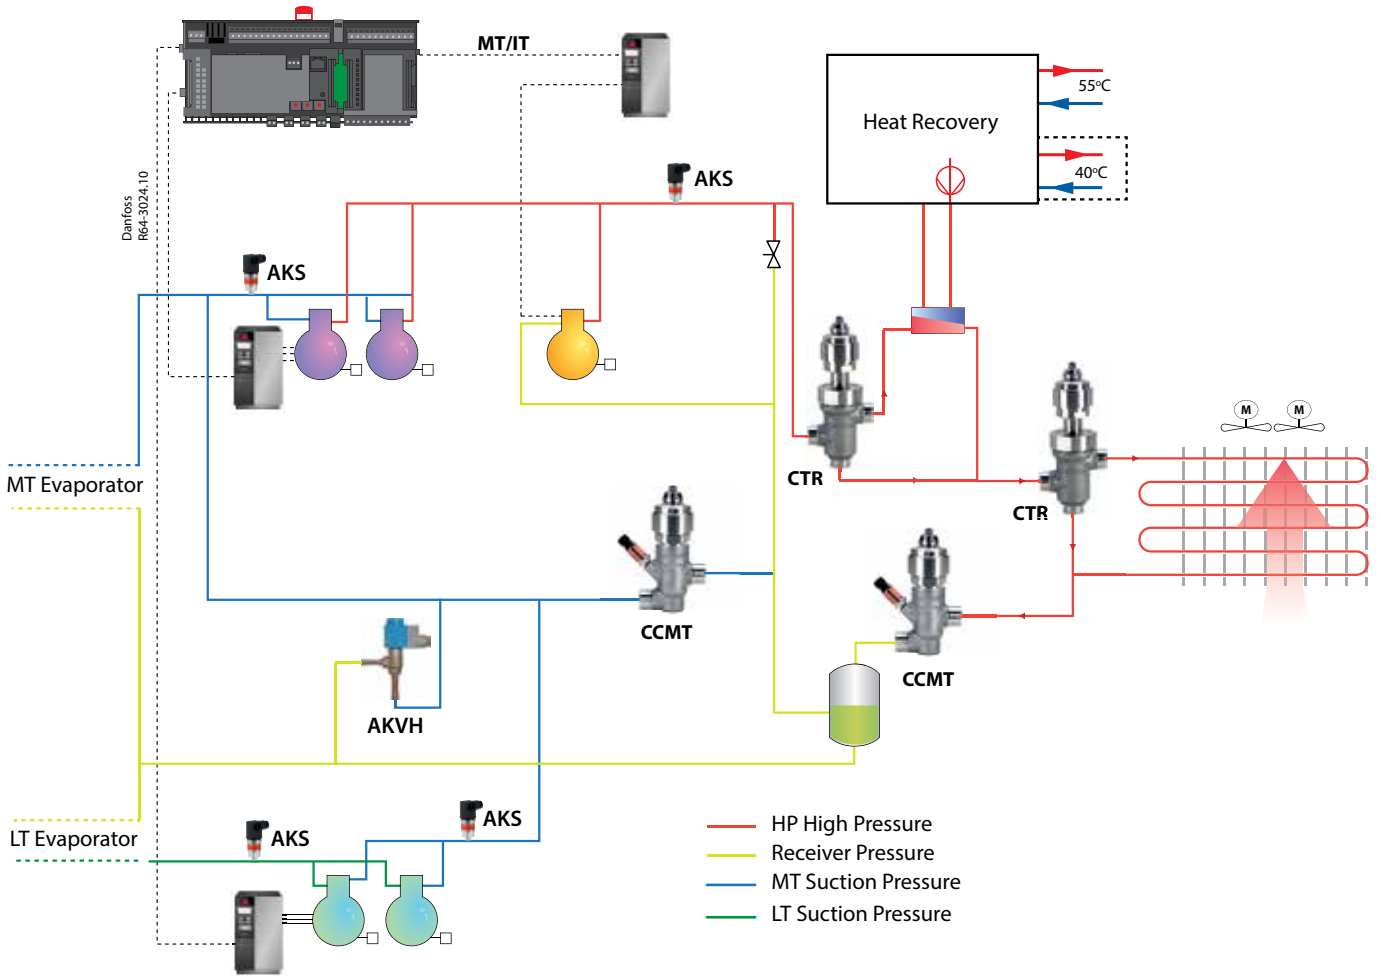 MT/IT
Heat Recovery
55ºC
40ºC
AKS
Danfoss
R64-3024.10
AKS
M
M
CTR
MT Evaporator
CTR
CCMT
CCMT
AKVH
AKS
AKS
LT Evaporator
HP High Pressure
Receiver Pressure
MT Suction Pressure
LT Suction Pressure